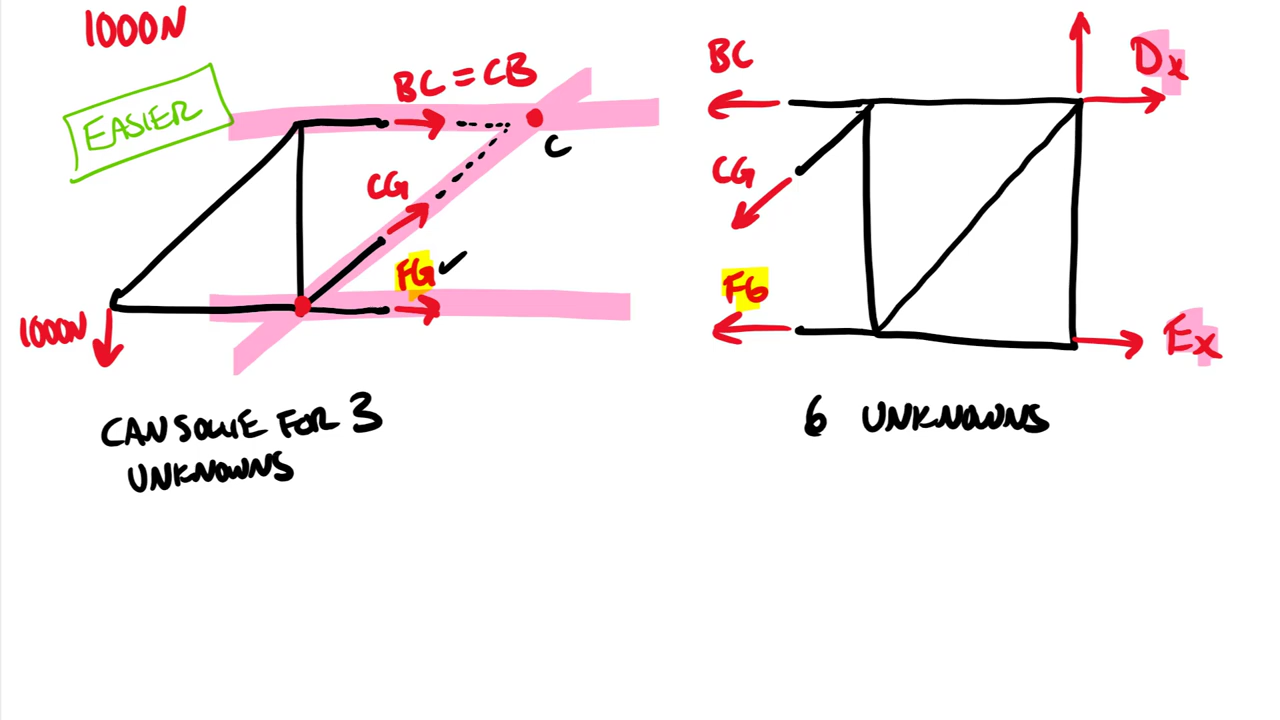 1000N
EASIER
BC = CB
C
CG
FG ✓
1000N
CAN SOLVE FOR 3
UNKNOWNS
BC
Dx
CG
FG
Ex
6 UNKNOWNS